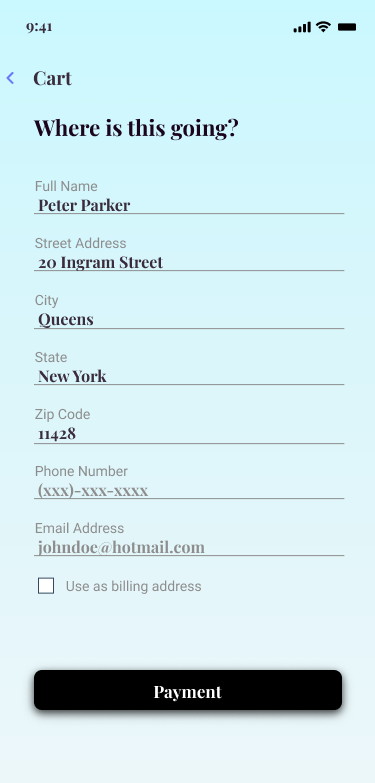 9:41
Cart
Where is this going?
Full Name
Peter Parker
Street Address
20 Ingram Street
City
Queens
State
New York
Zip Code
11428
Phone Number
(xxx)-xxx-xxxx
Email Address
johndoe@hotmail.com
Use as billing address
Payment